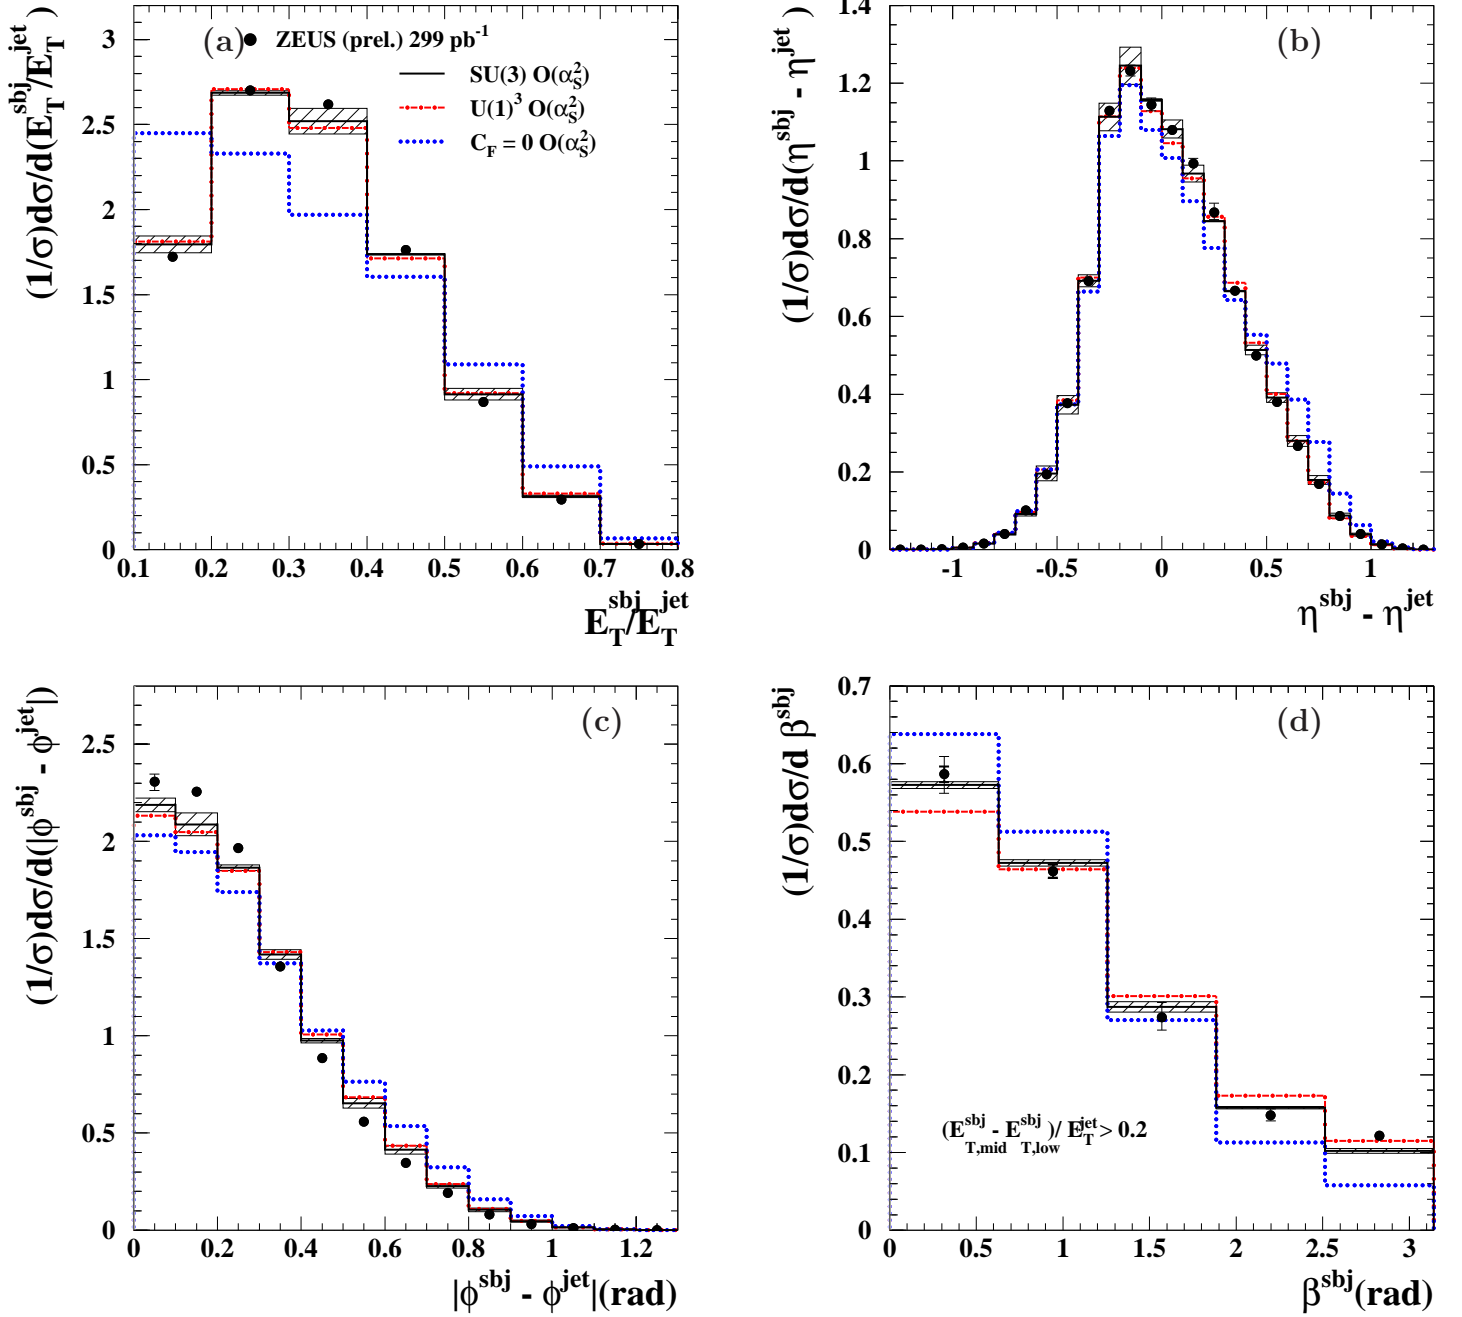 (a) ● ZEUS (prel.) 299 pb⁻¹
SU(3) O(α_S²)
U(1)³ O(α_S²)
C_F = 0 O(α_S²)
(1/σ)dσ/d(E_T^sbj/E_T^jet)
3
2.5
2
1.5
1
0.5
0
0.1 0.2 0.3 0.4 0.5 0.6 0.7 0.8
E_T^sbj/E_T^jet
(b)
(1/σ)dσ/d(η^sbj - η^jet)
1.4
1.2
1
0.8
0.6
0.4
0.2
0
-1 -0.5 0 0.5 1
η^sbj - η^jet
(c)
(1/σ)dσ/d(|φ^sbj - φ^jet|)
2.5
2
1.5
1
0.5
0
0 0.2 0.4 0.6 0.8 1 1.2
|φ^sbj - φ^jet|(rad)
(d)
(1/σ)dσ/d β^sbj
0.7
0.6
0.5
0.4
0.3
0.2
0.1
0
(E_T,mid^sbj - E_T,low^sbj)/ E_T^jet > 0.2
0 0.5 1 1.5 2 2.5 3
β^sbj(rad)